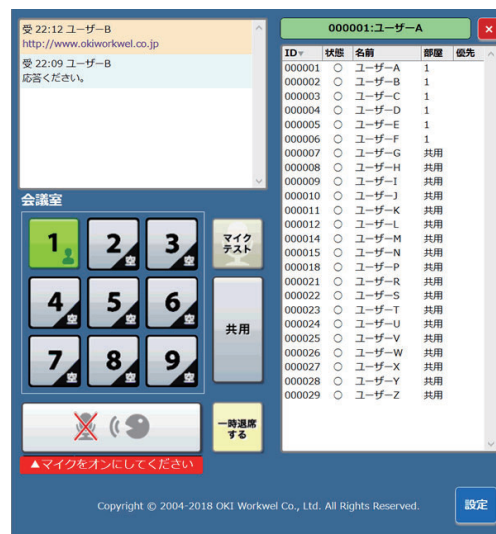 受 22:12 ユーザーB
http://www.okiworkwel.co.jp
受 22:09 ユーザーB
応答ください。
000001:ユーザーA
×
ID▼ 状態 名前 部屋 優先
000001 ○ ユーザーA 1
000002 ○ ユーザーB 1
000003 ○ ユーザーC 1
000004 ○ ユーザーD 1
000005 ○ ユーザーE 1
000006 ○ ユーザーF 1
000007 ○ ユーザーG 共用
000008 ○ ユーザーH 共用
000009 ○ ユーザーI 共用
000010 ○ ユーザーJ 共用
000011 ○ ユーザーK 共用
000012 ○ ユーザーL 共用
000014 ○ ユーザーM 共用
000015 ○ ユーザーN 共用
000018 ○ ユーザーP 共用
000021 ○ ユーザーR 共用
000022 ○ ユーザーS 共用
000023 ○ ユーザーT 共用
000024 ○ ユーザーU 共用
000025 ○ ユーザーV 共用
000026 ○ ユーザーW 共用
000027 ○ ユーザーX 共用
000028 ○ ユーザーY 共用
000029 ○ ユーザーZ 共用
会議室
1
2 空
3 空
マイク
テスト
4 空
5 空
6 空
共用
7 空
8 空
9 空
一時退席
する
▲マイクをオンにしてください
Copyright © 2004-2018 OKI Workwel Co., Ltd. All Rights Reserved.
設定